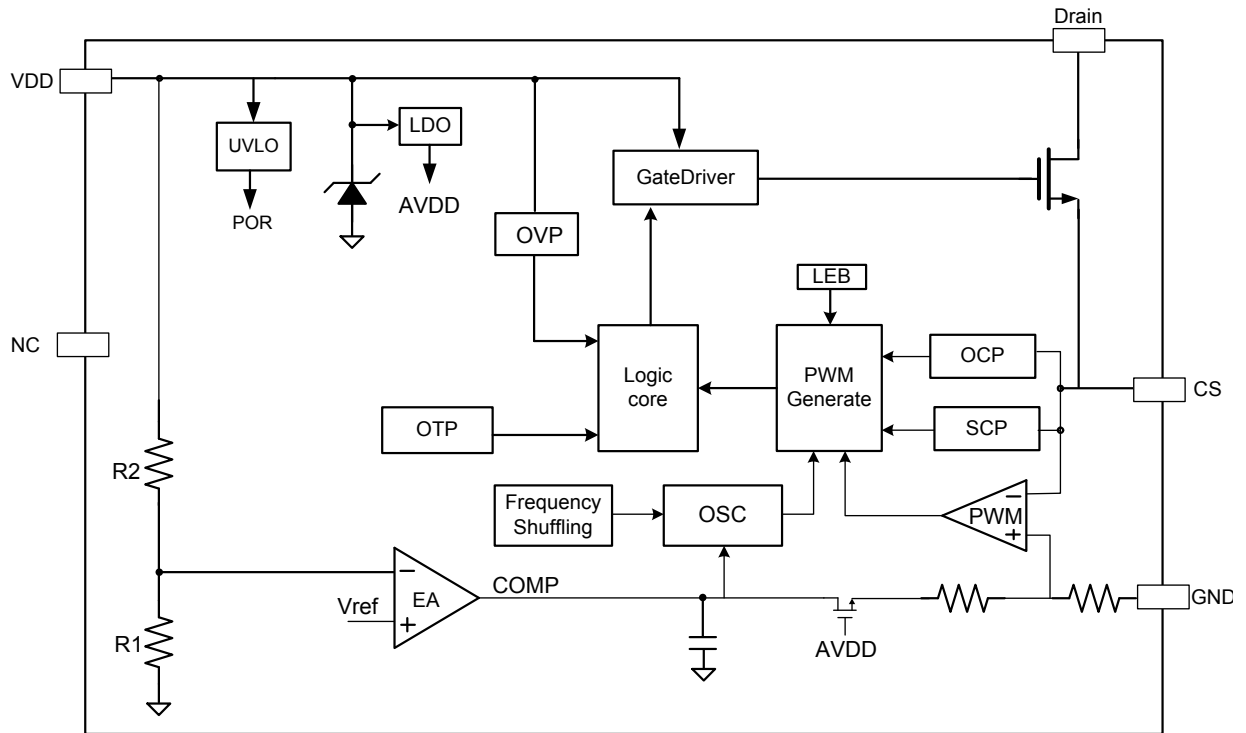 Drain
VDD
UVLO
LDO
GateDriver
POR
AVDD
OVP
LEB
NC
Logic
core
PWM
Generate
OCP
CS
OTP
SCP
R2
Frequency
Shuffling
OSC
−
PWM
+
−
EA
COMP
Vref
+
GND
R1
AVDD